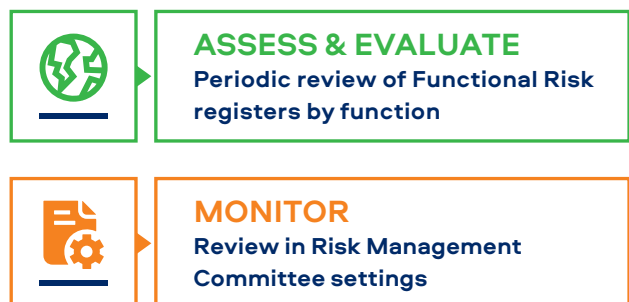 ASSESS & EVALUATE
Periodic review of Functional Risk
registers by function
MONITOR
Review in Risk Management
Committee settings